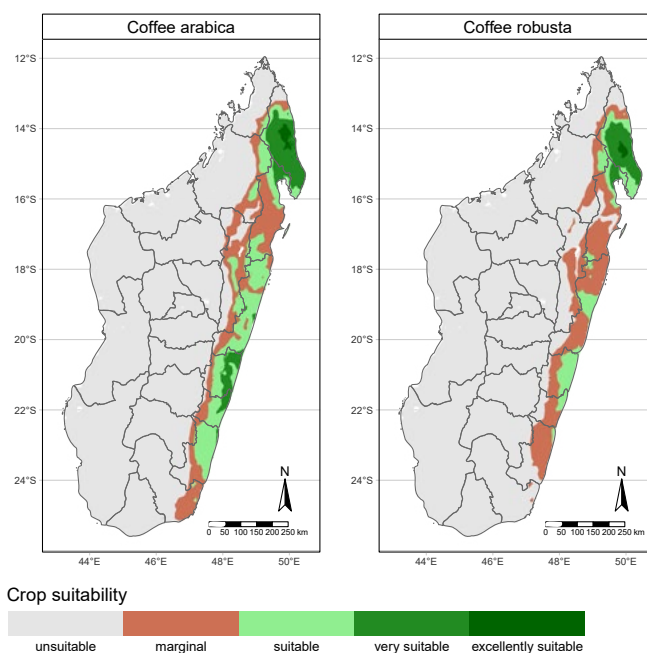 Coffee arabica
Coffee robusta
12°S
12°S
14°S
14°S
16°S
16°S
18°S
18°S
20°S
20°S
22°S
22°S
24°S
24°S
N
N
0 50 100 150 200 250 km
0 50 100 150 200 250 km
44°E 46°E 48°E 50°E
44°E 46°E 48°E 50°E
Crop suitability
unsuitable marginal suitable very suitable excellently suitable